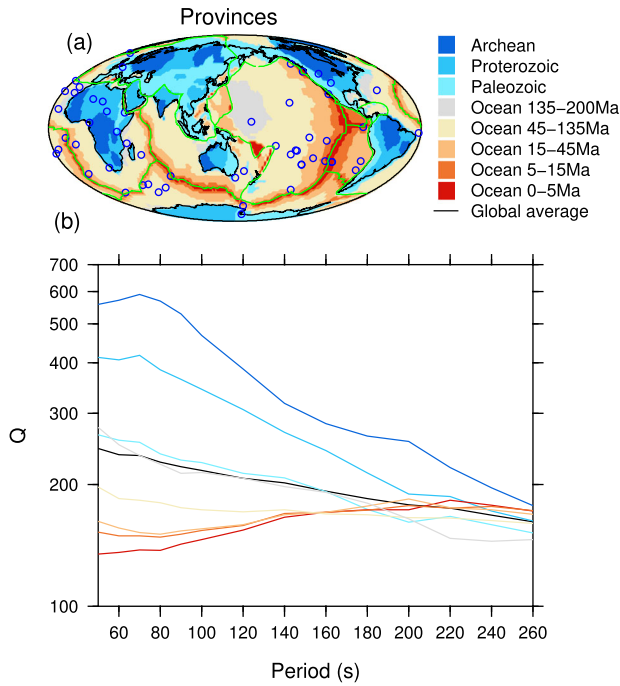 Provinces
(a)
Archean
Proterozoic
Paleozoic
Ocean 135−200Ma
Ocean 45−135Ma
Ocean 15−45Ma
Ocean 5−15Ma
Ocean 0−5Ma
Global average
(b)
700
600
500
400
300
200
100
Q
60 80 100 120 140 160 180 200 220 240 260
Period (s)